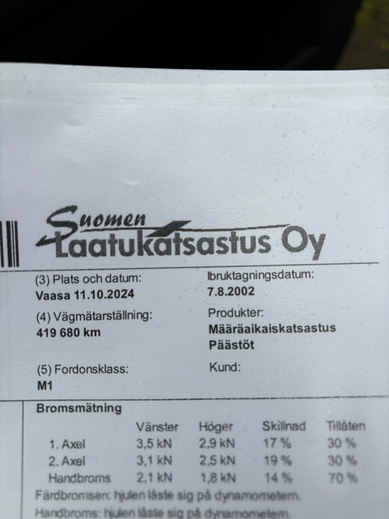 Suomen
Laatukatsastus Oy
(3) Plats och datum:
Vaasa 11.10.2024
Ibruktagningsdatum:
7.8.2002
(4) Vägmätarställning:
419 680 km
Produkter:
Määräaikaiskatsastus
Päästöt
(5) Fordonsklass:
M1
Kund:
Bromsmätning
Vänster Höger Skillnad Tillåten
1. Axel 3,5 kN 2,9 kN 17 % 30 %
2. Axel 3,1 kN 2,5 kN 19 % 30 %
Handbroms 2,1 kN 1,8 kN 14 % 70 %
Färdbromsen: hjulen låste sig på dynamometern.
Handbroms: hjulen låste sig på dynamometern.